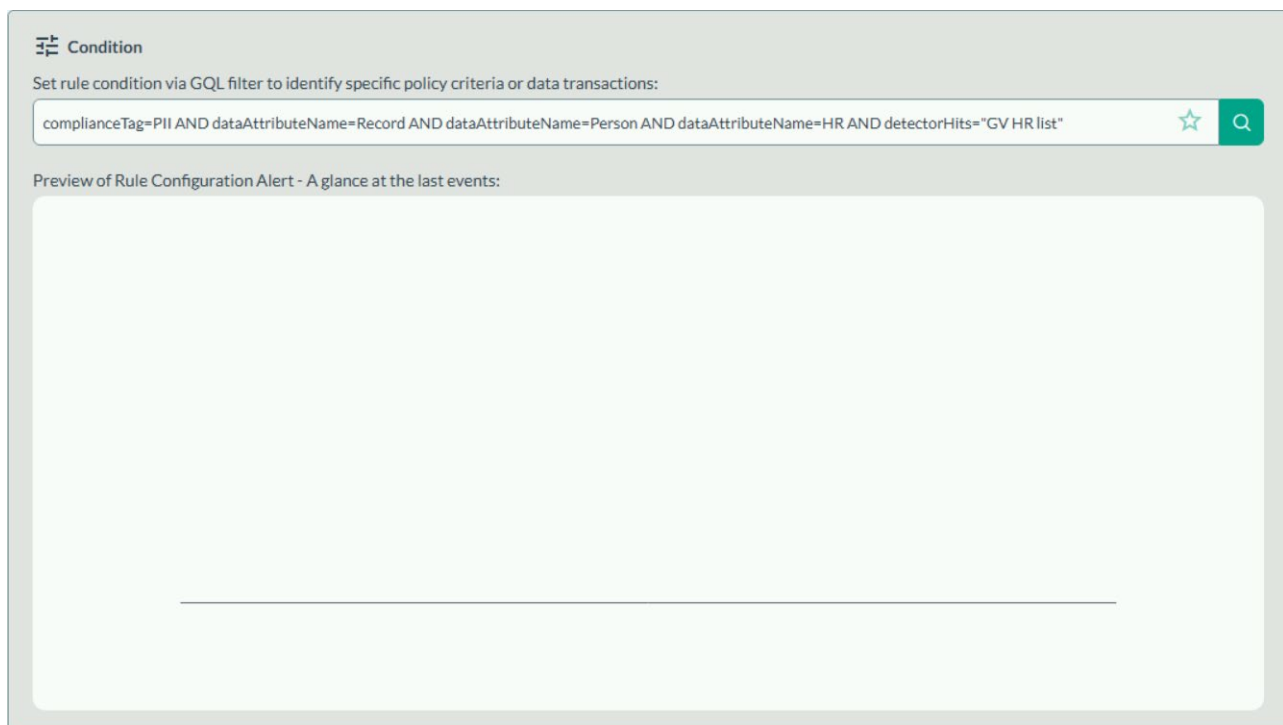 Condition
Set rule condition via GQL filter to identify specific policy criteria or data transactions:
complianceTag=PII AND dataAttributeName=Record AND dataAttributeName=Person AND dataAttributeName=HR AND detectorHits="GV HR list"
Preview of Rule Configuration Alert - A glance at the last events: